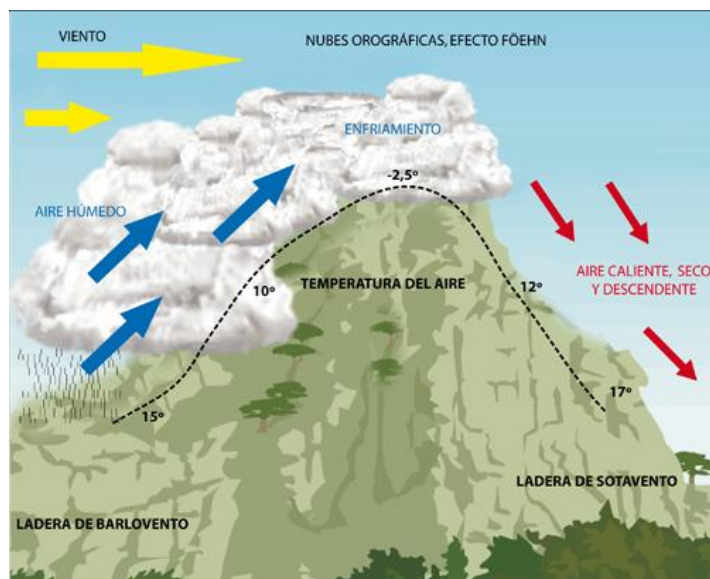 VIENTO
NUBES OROGRÁFICAS, EFECTO FÖEHN
ENFRIAMIENTO
-2,5º
AIRE HÚMEDO
AIRE CALIENTE, SECO
Y DESCENDENTE
10º
TEMPERATURA DEL AIRE
12º
15º
17º
LADERA DE SOTAVENTO
LADERA DE BARLOVENTO